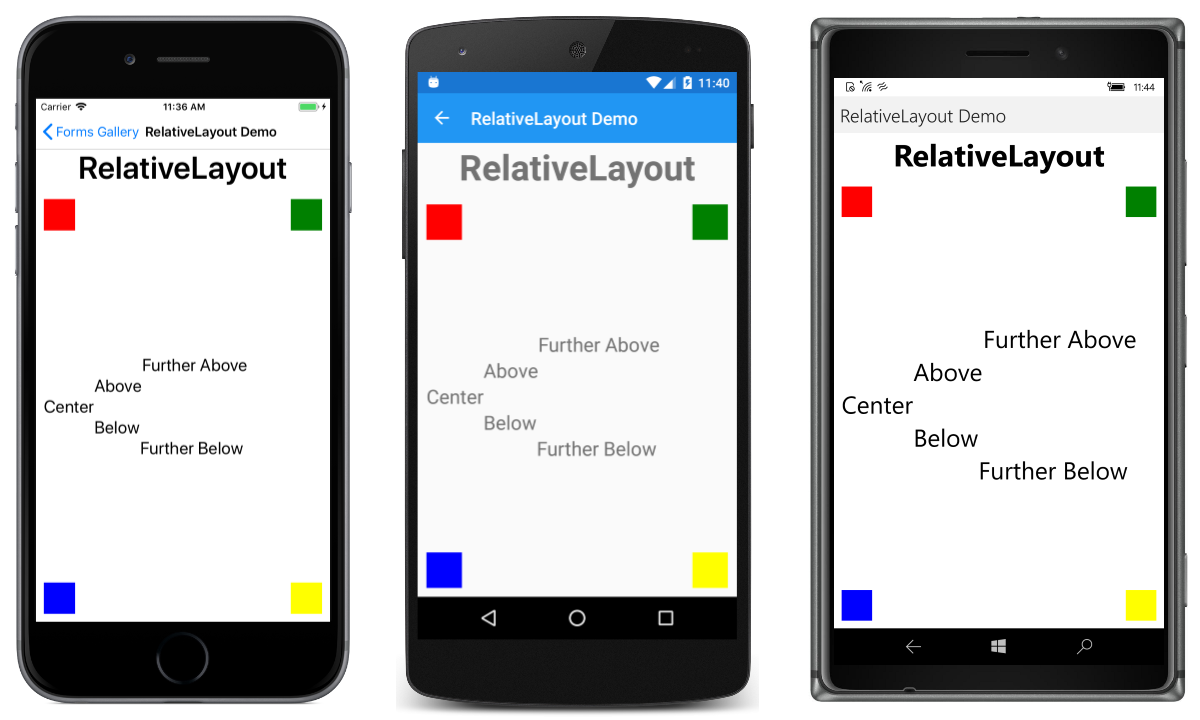 Carrier 11:36 AM
Forms Gallery RelativeLayout Demo
RelativeLayout
Further Above
Above
Center
Below
Further Below
11:40
RelativeLayout Demo
RelativeLayout
Further Above
Above
Center
Below
Further Below
11:44
RelativeLayout Demo
RelativeLayout
Further Above
Above
Center
Below
Further Below